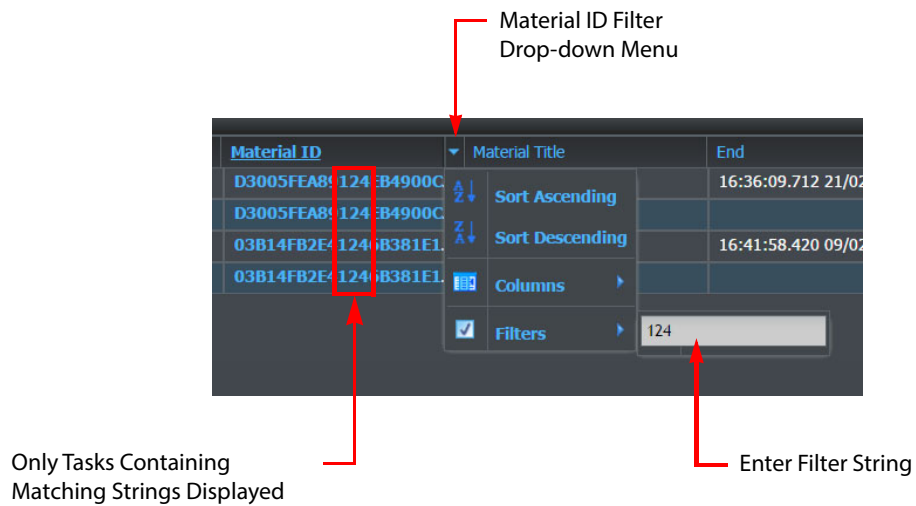 Material ID Filter
Drop-down Menu
Material ID Material Title End
D3005FEA89124EB4900C. 16:36:09.712 21/02
Sort Ascending
D3005FEA89124EB4900C.
Sort Descending
03B14FB2E41246B381E1. 16:41:58.420 09/02
03B14FB2E41246B381E1.
Columns
Filters 124
Only Tasks Containing
Matching Strings Displayed
Enter Filter String